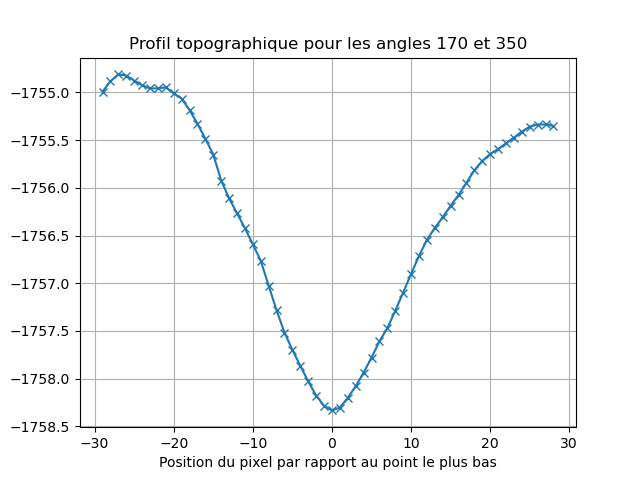 Profil topographique pour les angles 170 et 350
−1755.0
−1755.5
−1756.0
−1756.5
−1757.0
−1757.5
−1758.0
−1758.5
−30 −20 −10 0 10 20 30
Position du pixel par rapport au point le plus bas